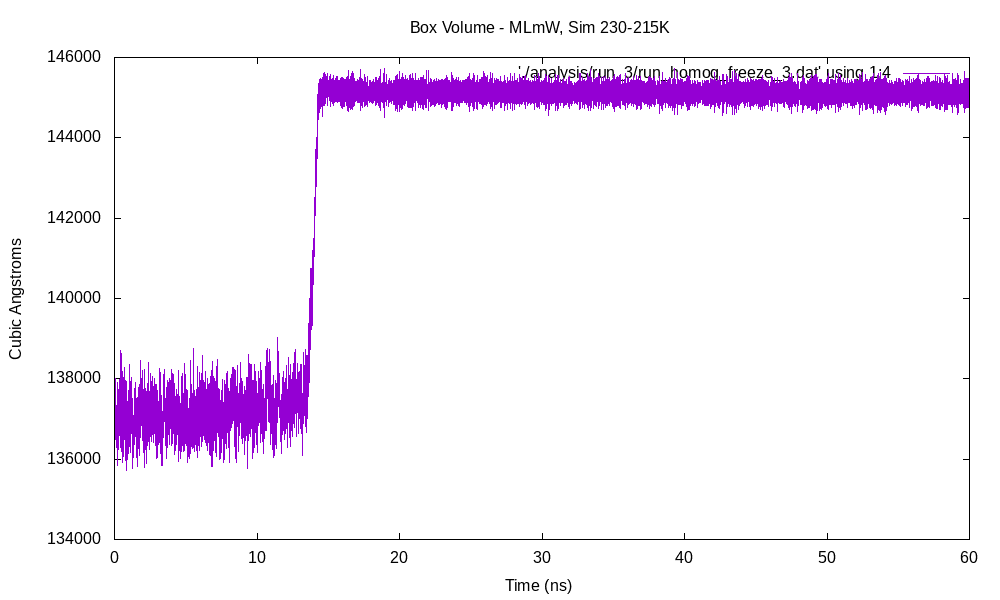 Box Volume - MLmW, Sim 230-215K
146000
'./analysis/run_3/run_homog_freeze_3.dat' using 1:4
144000
142000
140000
138000
136000
134000
Cubic Angstroms
0 10 20 30 40 50 60
Time (ns)